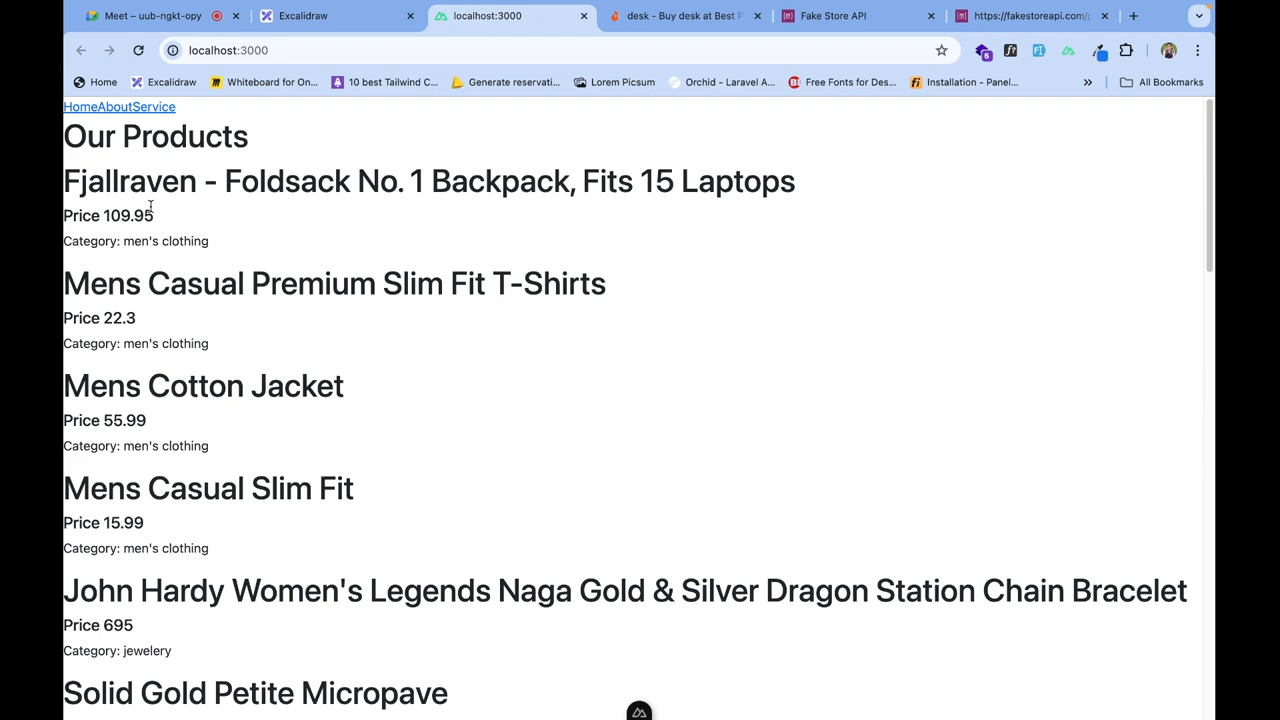 Meet – uub-ngkt-opy
Excalidraw
localhost:3000
desk - Buy desk at Best P
Fake Store API
https://fakestoreapi.com/p
localhost:3000
6
Home
Excalidraw
Whiteboard for On...
10 best Tailwind C...
Generate reservati...
Lorem Picsum
Orchid - Laravel A...
Free Fonts for Des...
Installation - Panel...
All Bookmarks
HomeAboutService
Our Products
Fjallraven - Foldsack No. 1 Backpack, Fits 15 Laptops
Price 109.95
Category: men's clothing
Mens Casual Premium Slim Fit T-Shirts
Price 22.3
Category: men's clothing
Mens Cotton Jacket
Price 55.99
Category: men's clothing
Mens Casual Slim Fit
Price 15.99
Category: men's clothing
John Hardy Women's Legends Naga Gold & Silver Dragon Station Chain Bracelet
Price 695
Category: jewelery
Solid Gold Petite Micropave